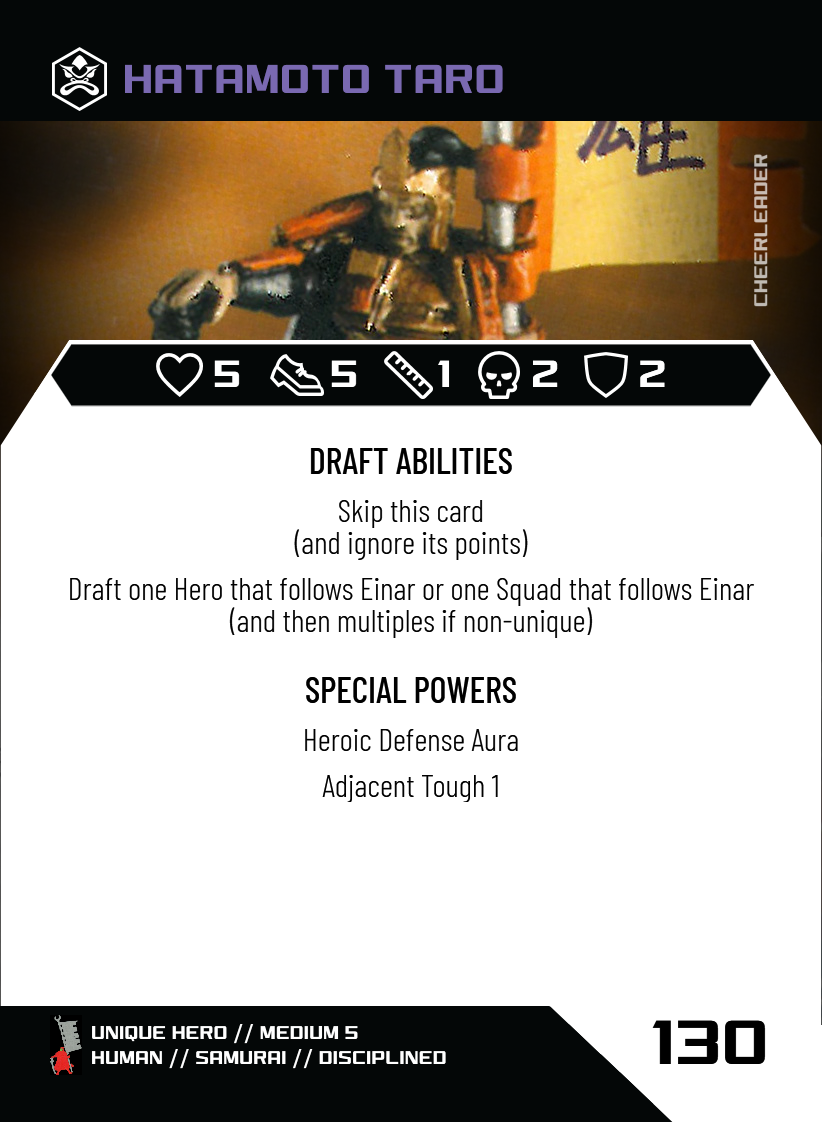 HATAMOTO TARO
CHEERLEADER
5 5 1 2 2
DRAFT ABILITIES
Skip this card
(and ignore its points)
Draft one Hero that follows Einar or one Squad that follows Einar
(and then multiples if non-unique)
SPECIAL POWERS
Heroic Defense Aura
Adjacent Tough 1
UNIQUE HERO // MEDIUM 5
HUMAN // SAMURAI // DISCIPLINED
130